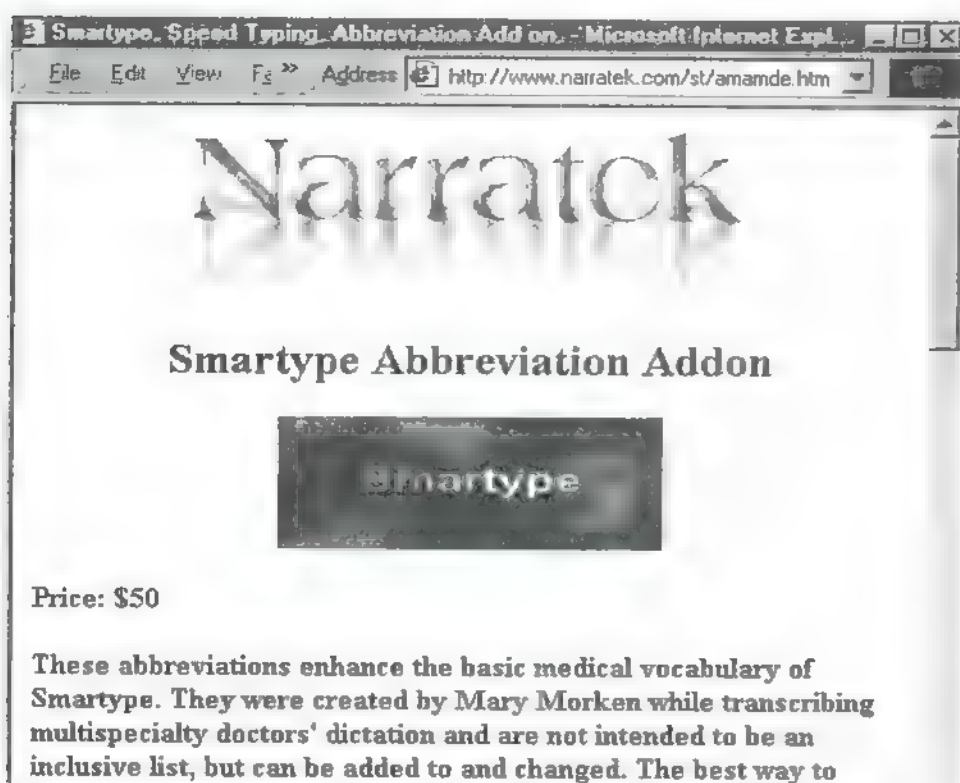 Smartype. Speed Typing. Abbreviation Add on. - Microsoft Internet Expl...
File Edit View Fa » Address http://www.narratek.com/st/amamde.htm
Narratek
Smartype Abbreviation Addon
Smartype
Price: $50
These abbreviations enhance the basic medical vocabulary of
Smartype. They were created by Mary Morken while transcribing
multispecialty doctors' dictation and are not intended to be an
inclusive list, but can be added to and changed. The best way to